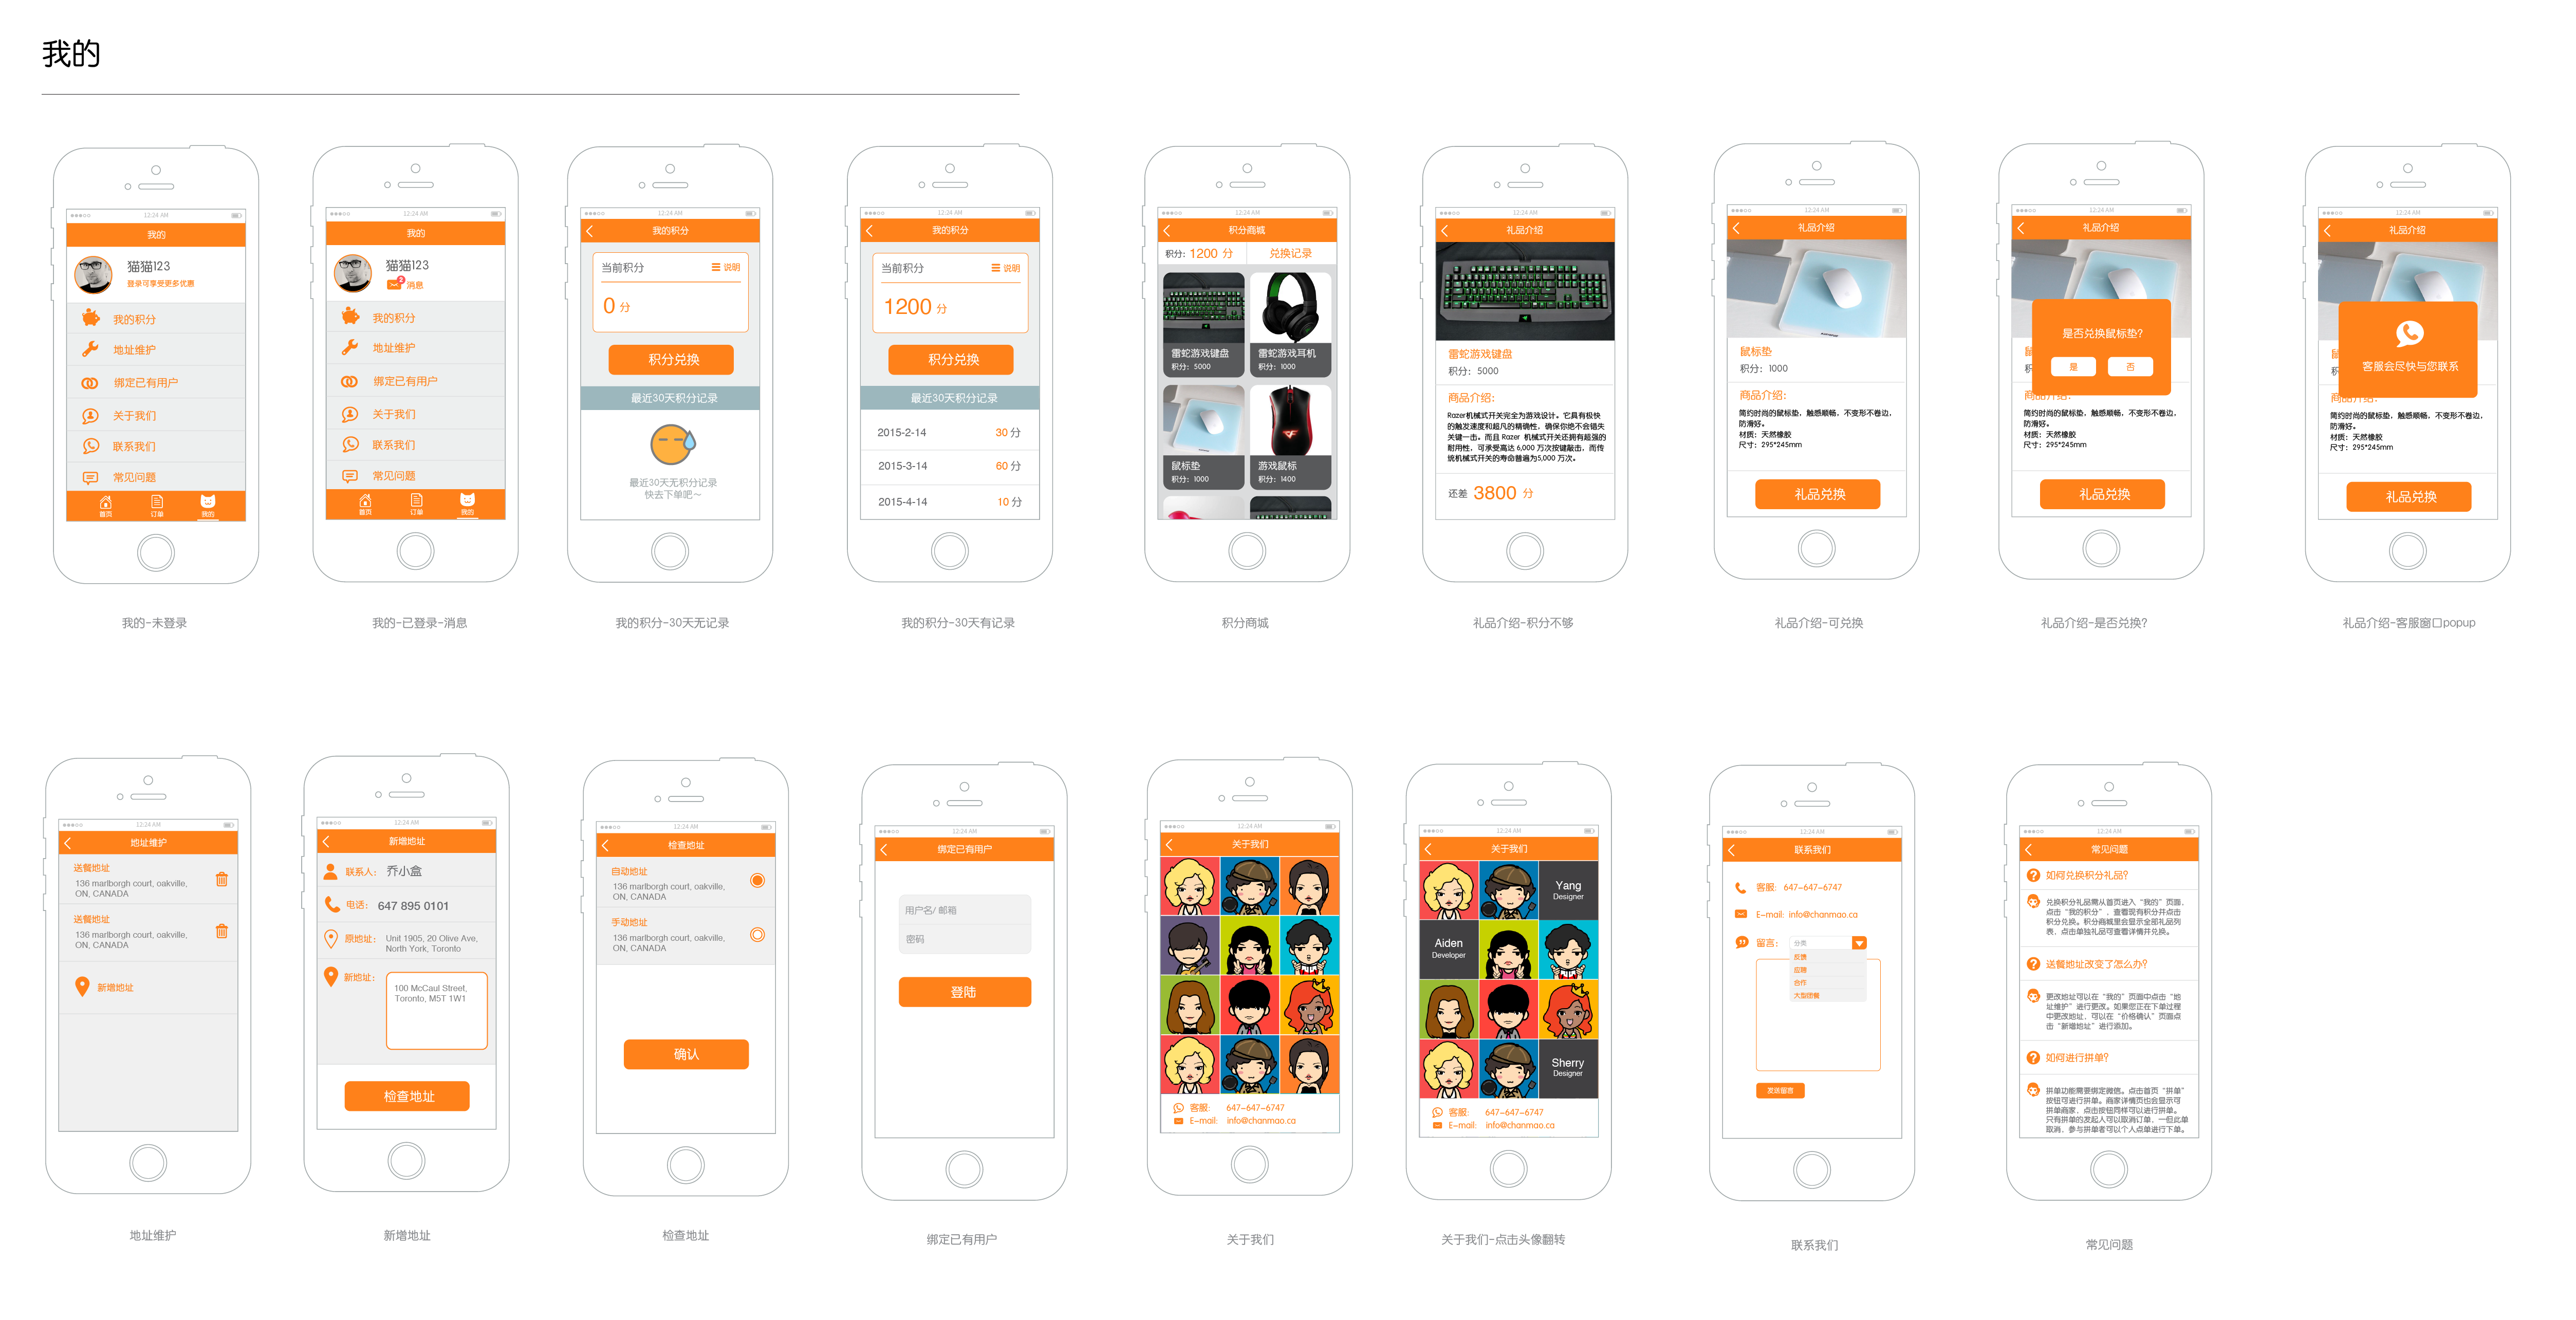 我的
12:24 AM
我的
猫猫123
登录可享受更多优惠
我的积分
地址维护
绑定已有用户
关于我们
联系我们
常见问题
首页 订单 我的
我的-未登录
12:24 AM
我的
猫猫123
2
消息
我的积分
地址维护
绑定已有用户
关于我们
联系我们
常见问题
首页 订单 我的
我的-已登录-消息
12:24 AM
我的积分
当前积分 说明
0 分
积分兑换
最近30天积分记录
最近30天无积分记录
快去下单吧～
我的积分-30天无记录
12:24 AM
我的积分
当前积分 说明
1200 分
积分兑换
最近30天积分记录
2015-2-14 30 分
2015-3-14 60 分
2015-4-14 10 分
我的积分-30天有记录
12:24 AM
积分商城
积分: 1200 分 兑换记录
雷蛇游戏键盘 雷蛇游戏耳机
积分: 5000 积分: 1000
鼠标垫 游戏鼠标
积分: 1000 积分: 1400
积分商城
12:24 AM
礼品介绍
雷蛇游戏键盘
积分: 5000
商品介绍:
Razer机械式开关完全为游戏设计。它具有极快
的触发速度和超凡的精确性，确保你绝不会错失
关键一击。而且 Razer 机械式开关还拥有超强的
耐用性，可承受高达 6,000 万次按键敲击，而传
统机械式开关的寿命普遍为5,000 万次。
还差 3800 分
礼品介绍-积分不够
12:24 AM
礼品介绍
鼠标垫
积分: 1000
商品介绍:
简约时尚的鼠标垫，触感顺畅，不变形不卷边，
防滑好。
材质：天然橡胶
尺寸：295*245mm
礼品兑换
礼品介绍-可兑换
12:24 AM
礼品介绍
是否兑换鼠标垫?
是 否
商品介绍:
简约时尚的鼠标垫，触感顺畅，不变形不卷边，
防滑好。
材质：天然橡胶
尺寸：295*245mm
礼品兑换
礼品介绍-是否兑换?
12:24 AM
礼品介绍
客服会尽快与您联系
商品介绍:
简约时尚的鼠标垫，触感顺畅，不变形不卷边，
防滑好。
材质：天然橡胶
尺寸：295*245mm
礼品兑换
礼品介绍-客服窗口popup
12:24 AM
地址维护
送餐地址
136 marlborgh court, oakville,
ON, CANADA
送餐地址
136 marlborgh court, oakville,
ON, CANADA
新增地址
地址维护
12:24 AM
新增地址
联系人: 乔小盒
电话: 647 895 0101
原地址: Unit 1905, 20 Olive Ave,
North York, Toronto
新地址:
100 McCaul Street,
Toronto, M5T 1W1
检查地址
新增地址
12:24 AM
检查地址
自动地址
136 marlborgh court, oakville,
ON, CANADA
手动地址
136 marlborgh court, oakville,
ON, CANADA
确认
检查地址
12:24 AM
绑定已有用户
用户名/ 邮箱
密码
登陆
绑定已有用户
12:24 AM
关于我们
客服: 647-647-6747
E-mail: info@chanmao.ca
关于我们
12:24 AM
关于我们
Yang
Designer
Aiden
Developer
Sherry
Designer
客服: 647-647-6747
E-mail: info@chanmao.ca
关于我们-点击头像翻转
12:24 AM
联系我们
客服: 647-647-6747
E-mail: info@chanmao.ca
留言: 分类
反馈
应聘
合作
大型团餐
发送留言
联系我们
12:24 AM
常见问题
如何兑换积分礼品?
兑换积分礼品需从首页进入“我的”页面，
点击“我的积分”，查看现有积分并点击
积分兑换。积分商城里会显示全部礼品列
表，点击单独礼品可查看详情并兑换。
送餐地址改变了怎么办?
更改地址可以在“我的”页面中点击“地
址维护”进行更改。如果您正在下单过程
中更改地址，可以在“价格确认”页面点
击“新增地址”进行添加。
如何进行拼单?
拼单功能需要绑定微信。点击首页“拼单”
按钮可进行拼单。商家详情页也会显示可
拼单商家，点击按钮同样可以进行拼单。
只有拼单的发起人可以取消订单，一但此单
取消，参与拼单者可以个人点单进行下单。
常见问题